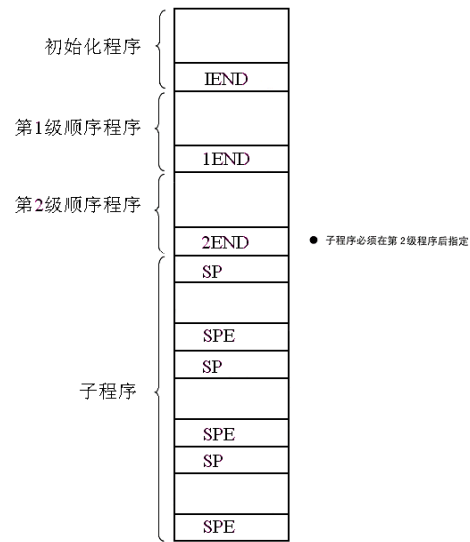 初始化程序
IEND
第1级顺序程序
1END
第2级顺序程序
2END
● 子程序必须在第2级程序后指定
SP
SPE
SP
子程序
SPE
SP
SPE